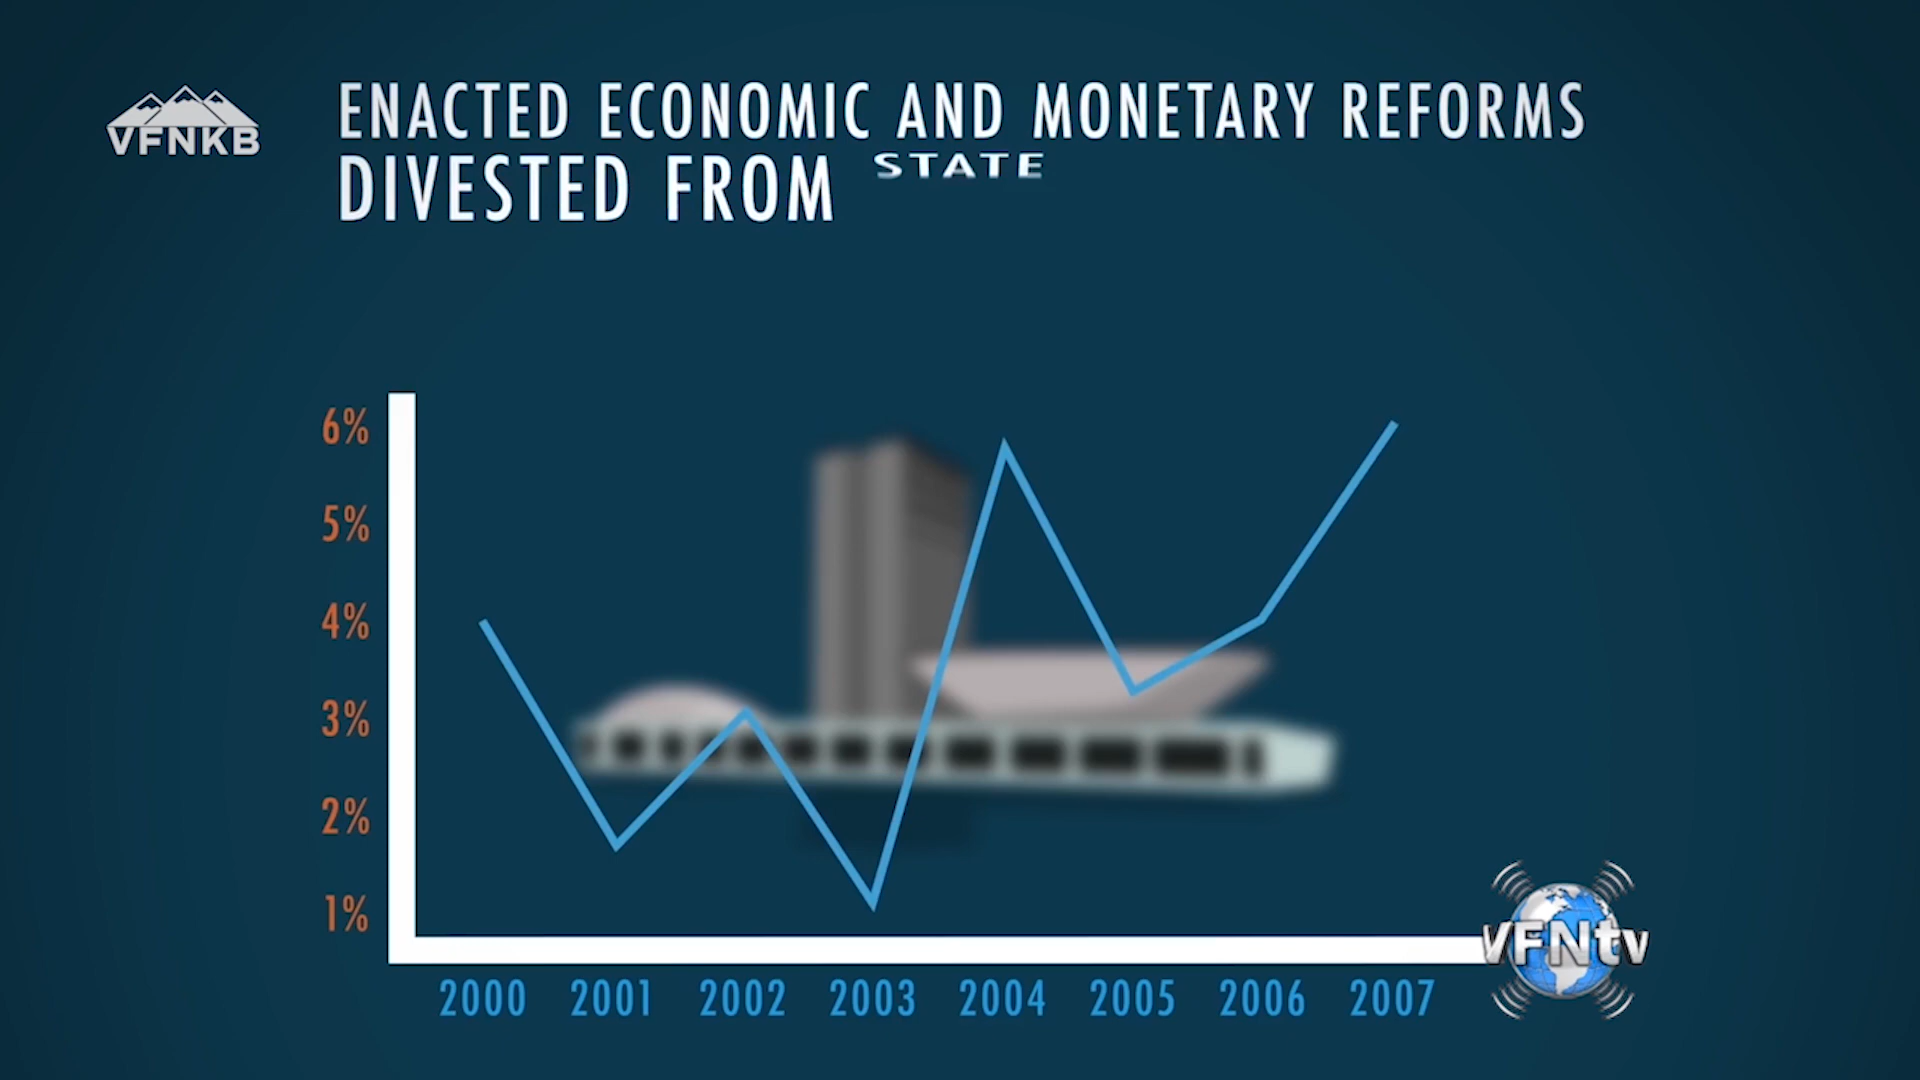 VFNKB
ENACTED ECONOMIC AND MONETARY REFORMS
DIVESTED FROM STATE
6%
5%
4%
3%
2%
1%
2000 2001 2002 2003 2004 2005 2006 2007
VFNtv